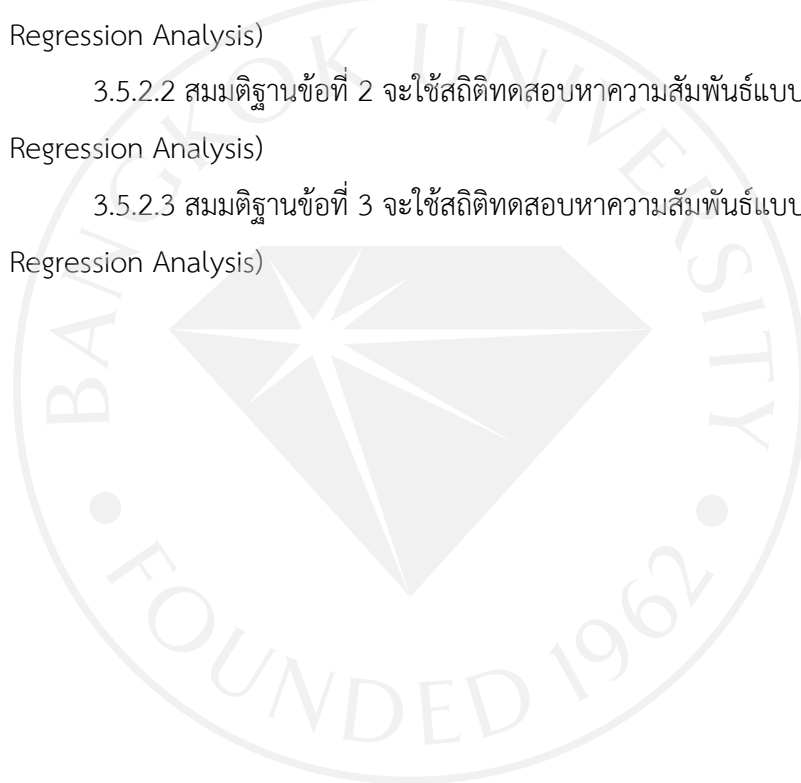 Regression Analysis)
3.5.2.2 สมมติฐานข้อที่ 2 จะใช้สถิติทดสอบหาความสัมพันธ์แบบ
Regression Analysis)
3.5.2.3 สมมติฐานข้อที่ 3 จะใช้สถิติทดสอบหาความสัมพันธ์แบบ
Regression Analysis)
BANGKOK UNIVERSITY
FOUNDED 1962